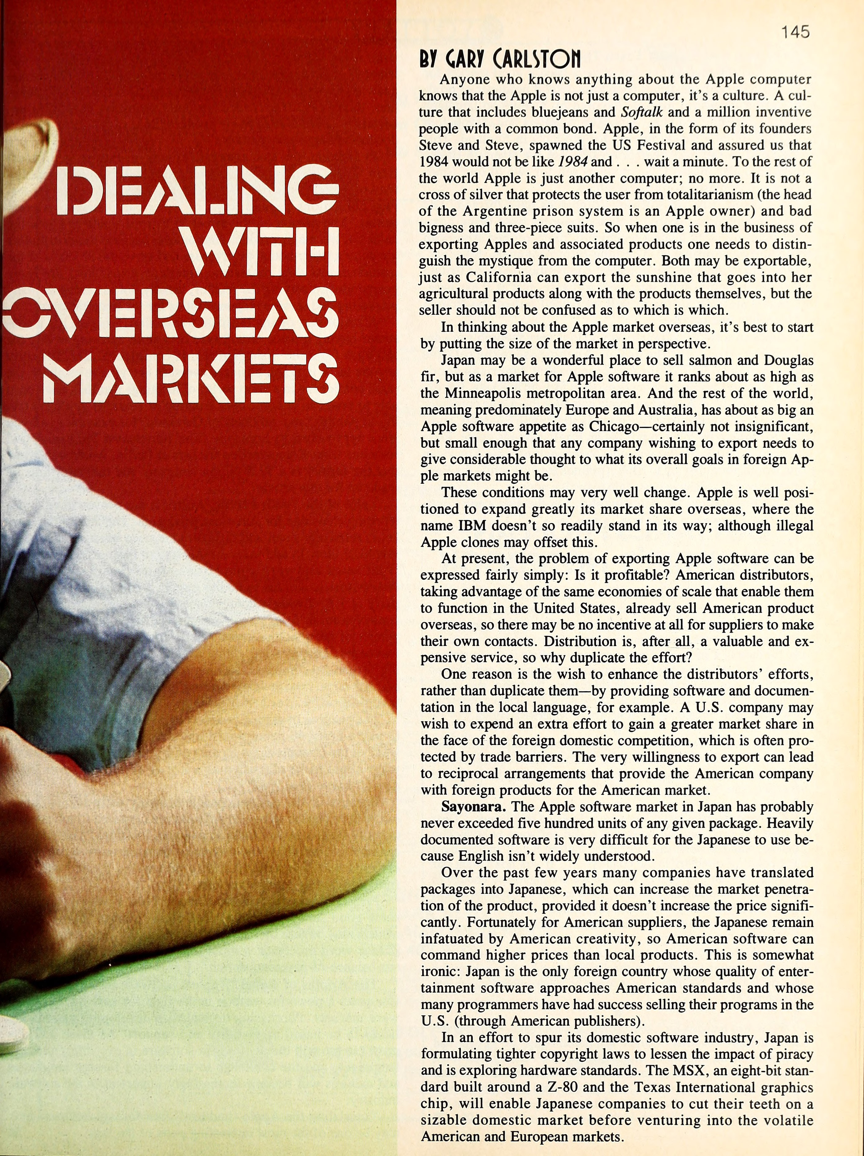 145
DEALING
WITH
OVERSEAS
MARKETS
BY GARY CARLSTON
Anyone who knows anything about the Apple computer
knows that the Apple is not just a computer, it's a culture. A cul-
ture that includes bluejeans and Softalk and a million inventive
people with a common bond. Apple, in the form of its founders
Steve and Steve, spawned the US Festival and assured us that
1984 would not be like 1984 and . . . wait a minute. To the rest of
the world Apple is just another computer; no more. It is not a
cross of silver that protects the user from totalitarianism (the head
of the Argentine prison system is an Apple owner) and bad
bigness and three-piece suits. So when one is in the business of
exporting Apples and associated products one needs to distin-
guish the mystique from the computer. Both may be exportable,
just as California can export the sunshine that goes into her
agricultural products along with the products themselves, but the
seller should not be confused as to which is which.
In thinking about the Apple market overseas, it's best to start
by putting the size of the market in perspective.
Japan may be a wonderful place to sell salmon and Douglas
fir, but as a market for Apple software it ranks about as high as
the Minneapolis metropolitan area. And the rest of the world,
meaning predominately Europe and Australia, has about as big an
Apple software appetite as Chicago—certainly not insignificant,
but small enough that any company wishing to export needs to
give considerable thought to what its overall goals in foreign Ap-
ple markets might be.
These conditions may very well change. Apple is well posi-
tioned to expand greatly its market share overseas, where the
name IBM doesn't so readily stand in its way; although illegal
Apple clones may offset this.
At present, the problem of exporting Apple software can be
expressed fairly simply: Is it profitable? American distributors,
taking advantage of the same economies of scale that enable them
to function in the United States, already sell American product
overseas, so there may be no incentive at all for suppliers to make
their own contacts. Distribution is, after all, a valuable and ex-
pensive service, so why duplicate the effort?
One reason is the wish to enhance the distributors' efforts,
rather than duplicate them—by providing software and documen-
tation in the local language, for example. A U.S. company may
wish to expend an extra effort to gain a greater market share in
the face of the foreign domestic competition, which is often pro-
tected by trade barriers. The very willingness to export can lead
to reciprocal arrangements that provide the American company
with foreign products for the American market.
Sayonara. The Apple software market in Japan has probably
never exceeded five hundred units of any given package. Heavily
documented software is very difficult for the Japanese to use be-
cause English isn't widely understood.
Over the past few years many companies have translated
packages into Japanese, which can increase the market penetra-
tion of the product, provided it doesn't increase the price signifi-
cantly. Fortunately for American suppliers, the Japanese remain
infatuated by American creativity, so American software can
command higher prices than local products. This is somewhat
ironic: Japan is the only foreign country whose quality of enter-
tainment software approaches American standards and whose
many programmers have had success selling their programs in the
U.S. (through American publishers).
In an effort to spur its domestic software industry, Japan is
formulating tighter copyright laws to lessen the impact of piracy
and is exploring hardware standards. The MSX, an eight-bit stan-
dard built around a Z-80 and the Texas International graphics
chip, will enable Japanese companies to cut their teeth on a
sizable domestic market before venturing into the volatile
American and European markets.